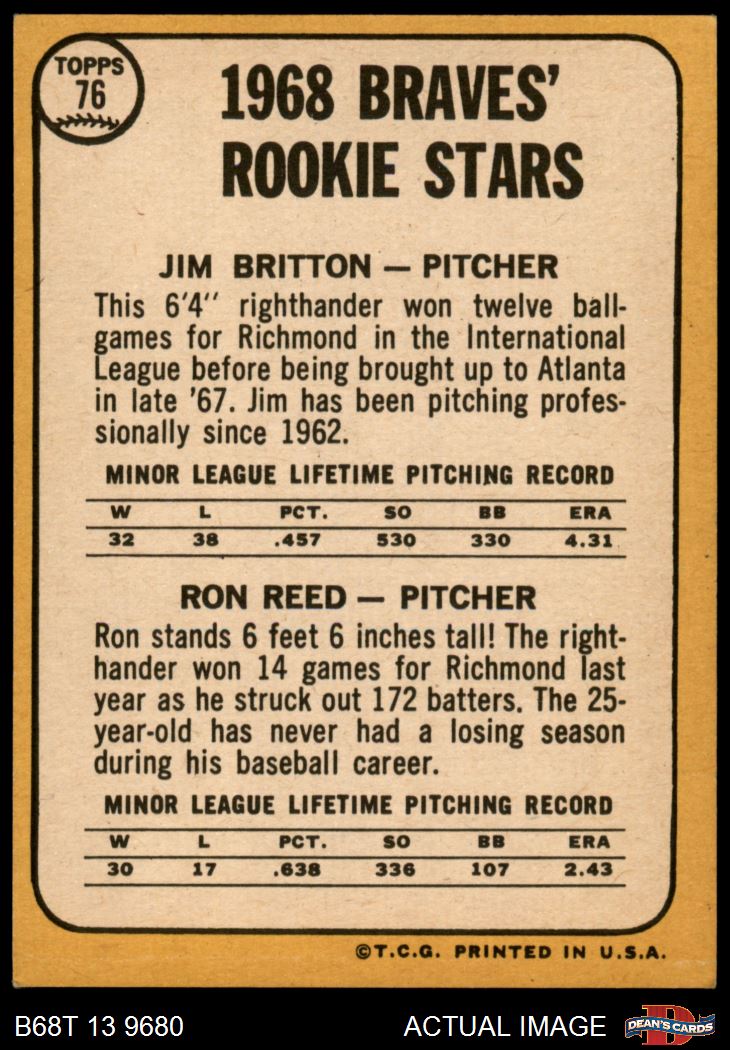 TOPPS
76
1968 BRAVES’
ROOKIE STARS
JIM BRITTON — PITCHER
This 6'4" righthander won twelve ball-
games for Richmond in the International
League before being brought up to Atlanta
in late '67. Jim has been pitching profes-
sionally since 1962.
MINOR LEAGUE LIFETIME PITCHING RECORD
W L PCT. SO BB ERA
32 38 .457 530 330 4.31
RON REED — PITCHER
Ron stands 6 feet 6 inches tall! The right-
hander won 14 games for Richmond last
year as he struck out 172 batters. The 25-
year-old has never had a losing season
during his baseball career.
MINOR LEAGUE LIFETIME PITCHING RECORD
W L PCT. SO BB ERA
30 17 .638 336 107 2.43
©T.C.G. PRINTED IN U.S.A.
B68T 13 9680 ACTUAL IMAGE D DEAN'S CARDS